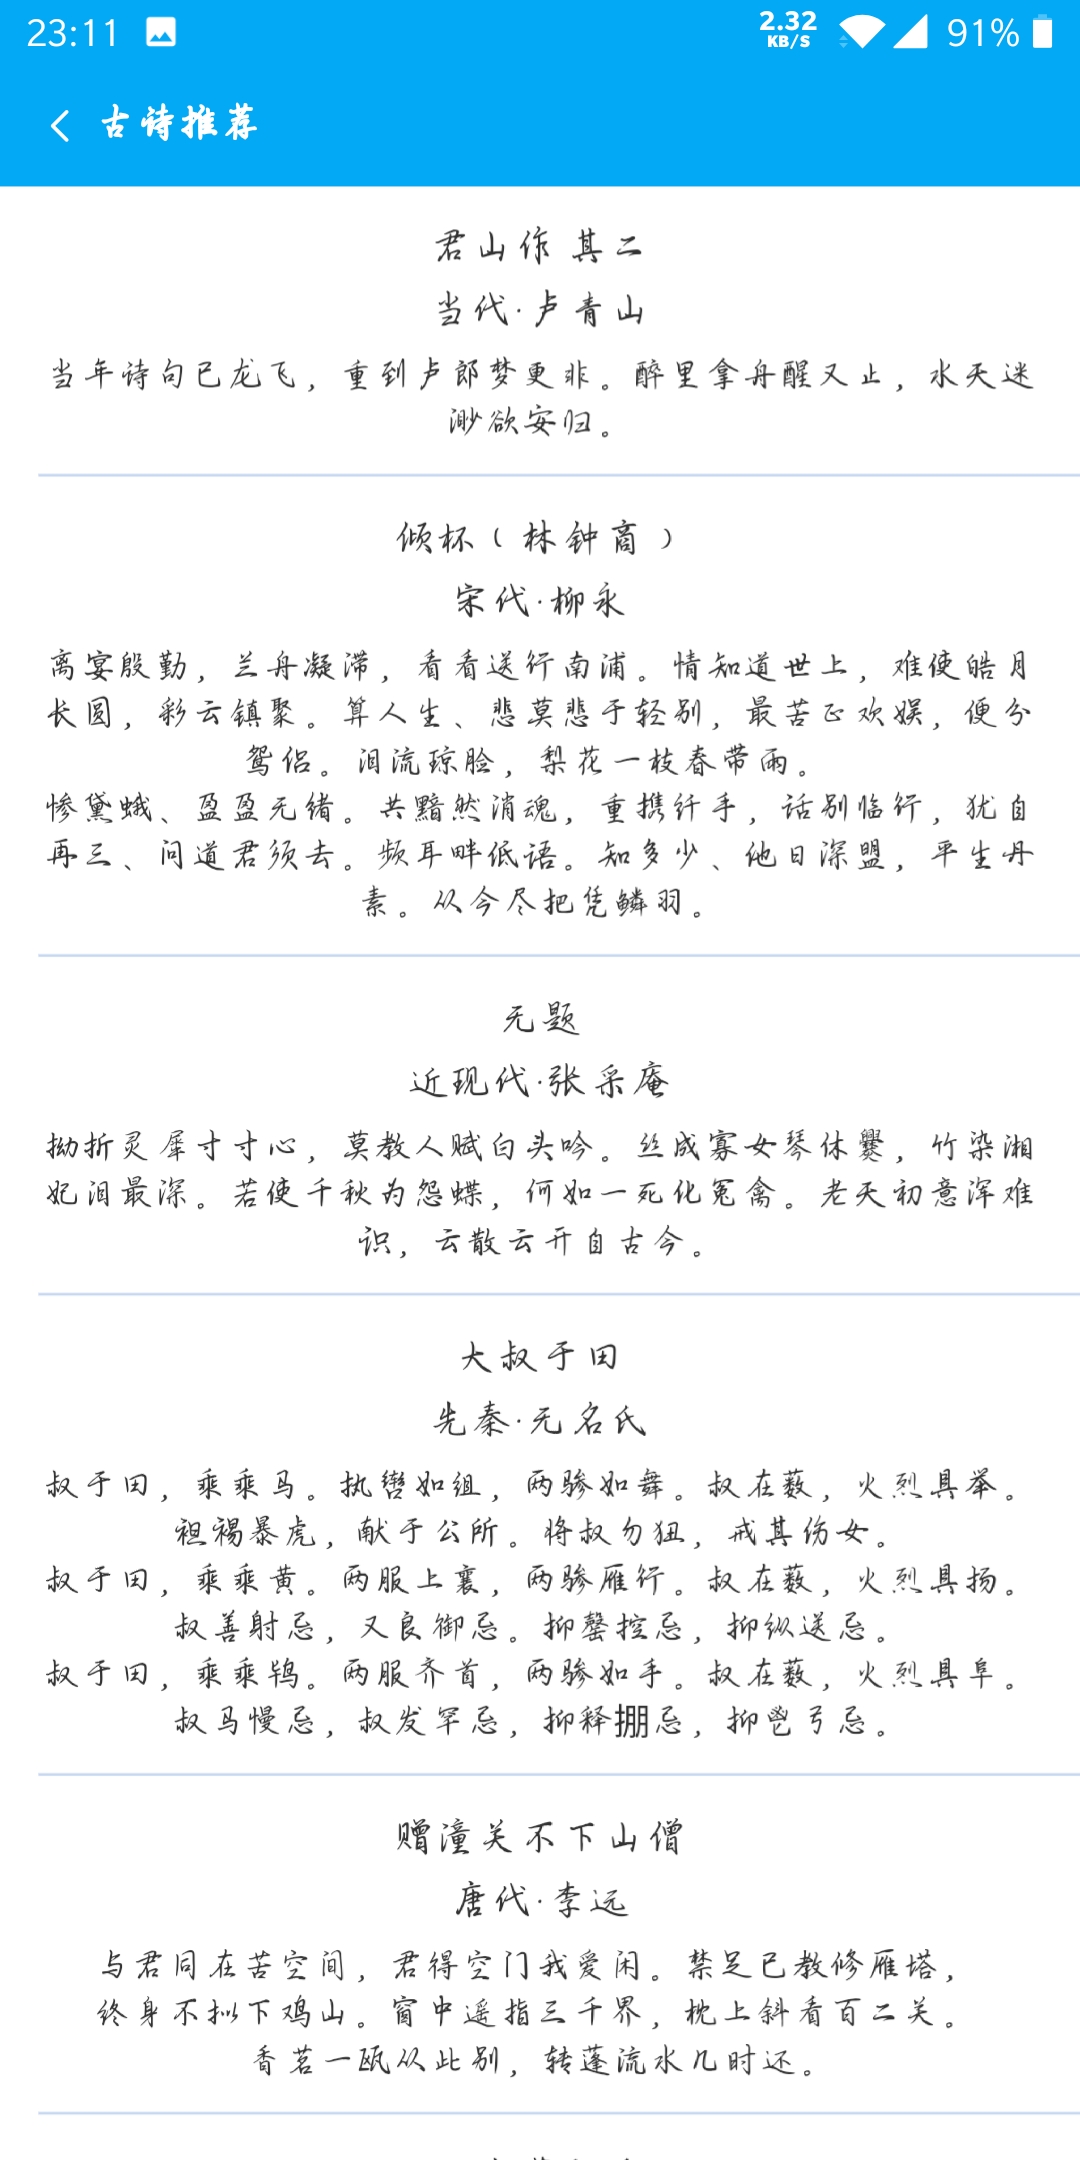 23:11
2.32
KB/S
91%
古诗推荐
君山作 其二
当代·卢青山
当年诗句已龙飞，重到卢郎梦更非。醉里拿舟醒又止，水天迷
渺欲安归。
倾杯（林钟商）
宋代·柳永
离宴殷勤，兰舟凝滞，看看送行南浦。情知道世上，难使皓月
长圆，彩云镇聚。算人生、悲莫悲于轻别，最苦正欢娱，便分
鸳侣。泪流琼脸，梨花一枝春带雨。
惨黛蛾、盈盈无绪。共黯然消魂，重携纤手，话别临行，犹自
再三、问道君须去。频耳畔低语。知多少、他日深盟，平生丹
素。从今尽把凭鳞羽。
无题
近现代·张采庵
拗折灵犀寸寸心，莫教人赋白头吟。丝成寡女琴休爨，竹染湘
妃泪最深。若使千秋为怨蝶，何如一死化冤禽。老天初意浑难
识，云散云开自古今。
大叔于田
先秦·无名氏
叔于田，乘乘马。执辔如组，两骖如舞。叔在薮，火烈具举。
袒裼暴虎，献于公所。将叔勿狃，戒其伤女。
叔于田，乘乘黄。两服上襄，两骖雁行。叔在薮，火烈具扬。
叔善射忌，又良御忌。抑罄控忌，抑纵送忌。
叔于田，乘乘鸨。两服齐首，两骖如手。叔在薮，火烈具阜。
叔马慢忌，叔发罕忌，抑释掤忌，抑鬯弓忌。
赠潼关不下山僧
唐代·李远
与君同在苦空间，君得空门我爱闲。禁足已教修雁塔，
终身不拟下鸡山。窗中遥指三千界，枕上斜看百二关。
香茗一瓯从此别，转蓬流水几时还。